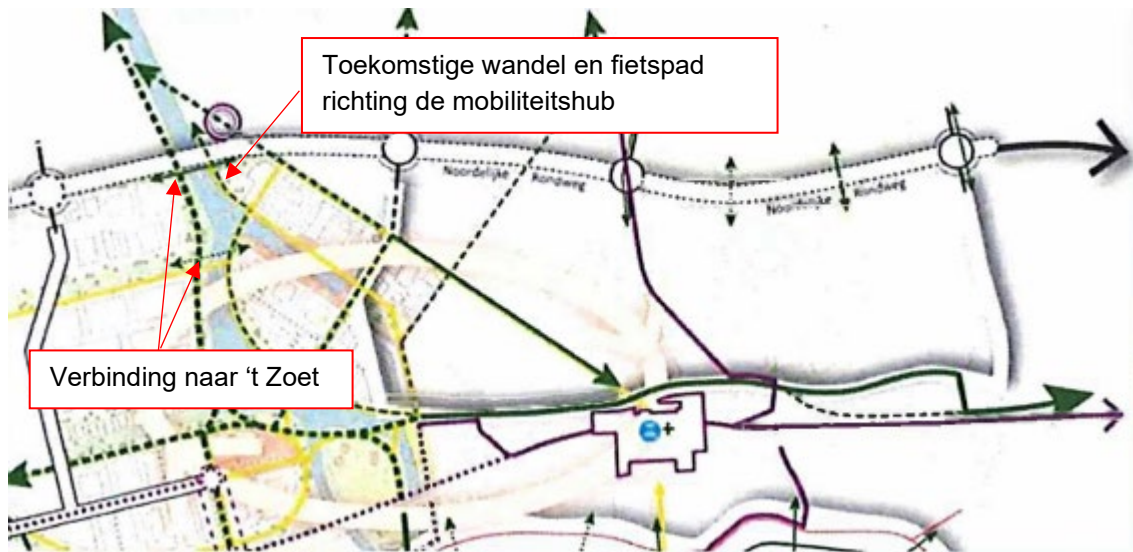 Toekomstige wandel en fietspad
richting de mobiliteitshub
Noordelijke Rondweg
Noordelijke Rondweg
Verbinding naar ‘t Zoet